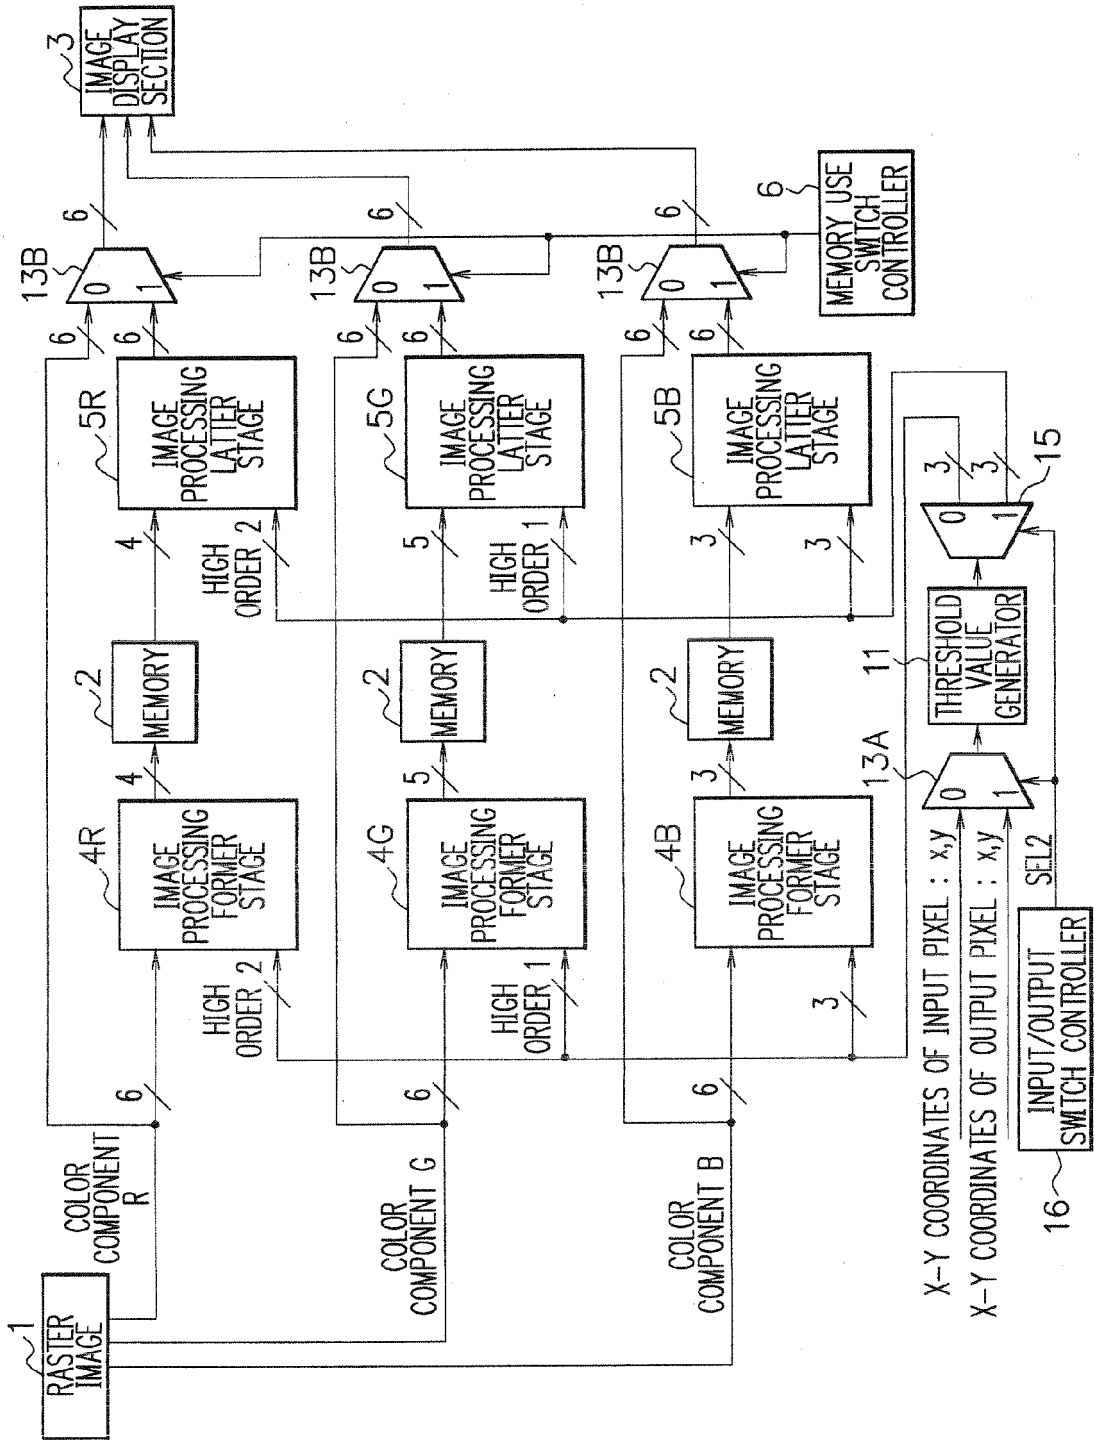 1
RASTER
IMAGE
COLOR
COMPONENT
R
6
HIGH
ORDER 2
4R
IMAGE
PROCESSING
FORMER
STAGE
4
2
MEMORY
4
HIGH
ORDER 2
5R
IMAGE
PROCESSING
LATTER
STAGE
6
6
13B
0
1
6
3
IMAGE
DISPLAY
SECTION
COLOR
COMPONENT G
6
HIGH
ORDER 1
4G
IMAGE
PROCESSING
FORMER
STAGE
5
2
MEMORY
5
HIGH
ORDER 1
5G
IMAGE
PROCESSING
LATTER
STAGE
6
6
13B
0
1
6
COLOR
COMPONENT B
6
3
4B
IMAGE
PROCESSING
FORMER
STAGE
3
2
MEMORY
3
3
5B
IMAGE
PROCESSING
LATTER
STAGE
6
6
13B
0
1
6
6
MEMORY USE
SWITCH
CONTROLLER
X-Y COORDINATES OF INPUT PIXEL : x,y
X-Y COORDINATES OF OUTPUT PIXEL : x,y
16
INPUT/OUTPUT
SWITCH CONTROLLER
SEL2
13A
0
1
11
THRESHOLD
VALUE
GENERATOR
0
1
15
3
3